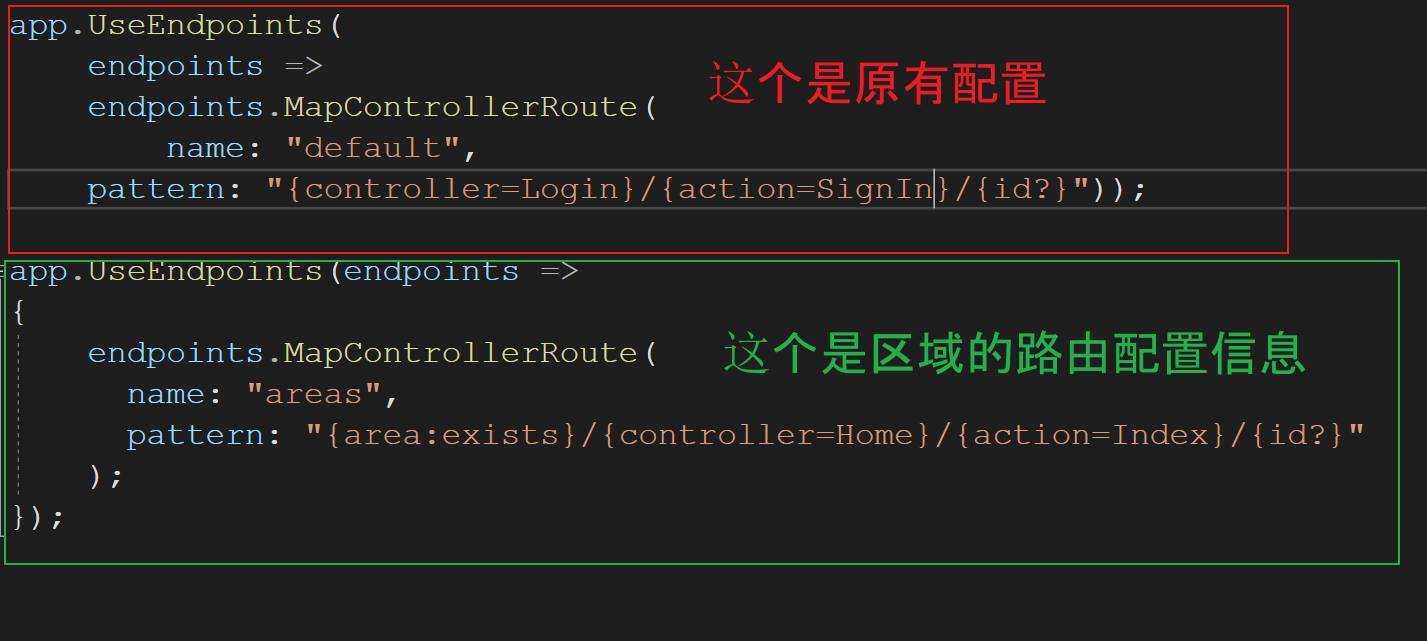 app.UseEndpoints(
endpoints =>
这个是原有配置
endpoints.MapControllerRoute(
name: "default",
pattern: "{controller=Login}/{action=SignIn}/{id?}"));
app.UseEndpoints(endpoints =>
{
endpoints.MapControllerRoute(
这个是区域的路由配置信息
name: "areas",
pattern: "{area:exists}/{controller=Home}/{action=Index}/{id?}"
);
});